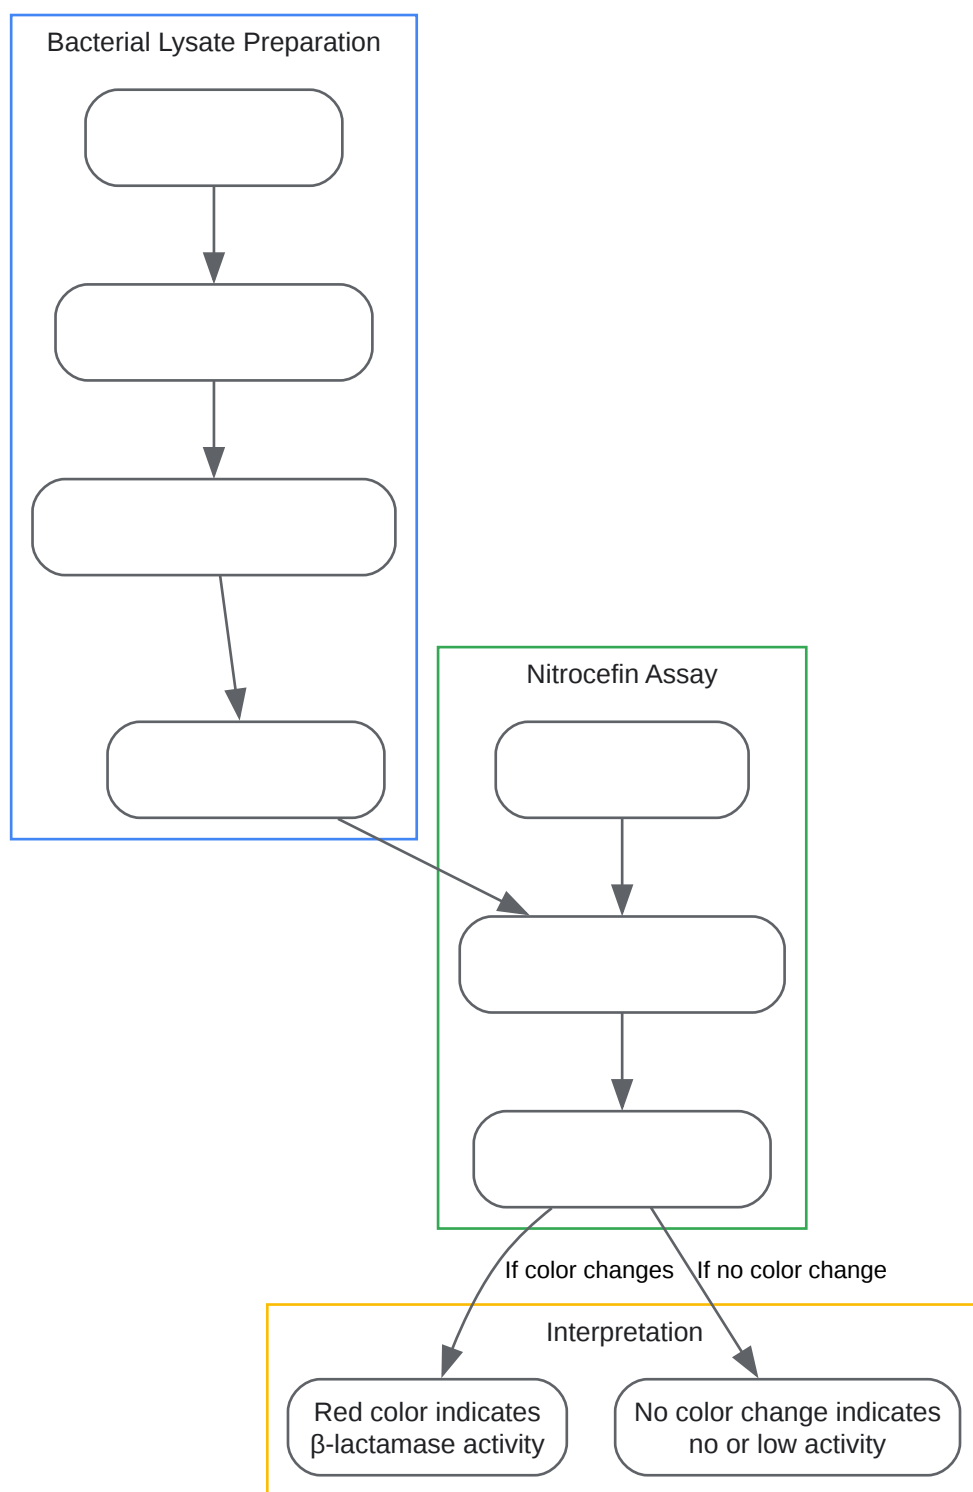 Bacterial Lysate Preparation
Nitrocefin Assay
If color changes
If no color change
Interpretation
Red color indicates
β-lactamase activity
No color change indicates
no or low activity